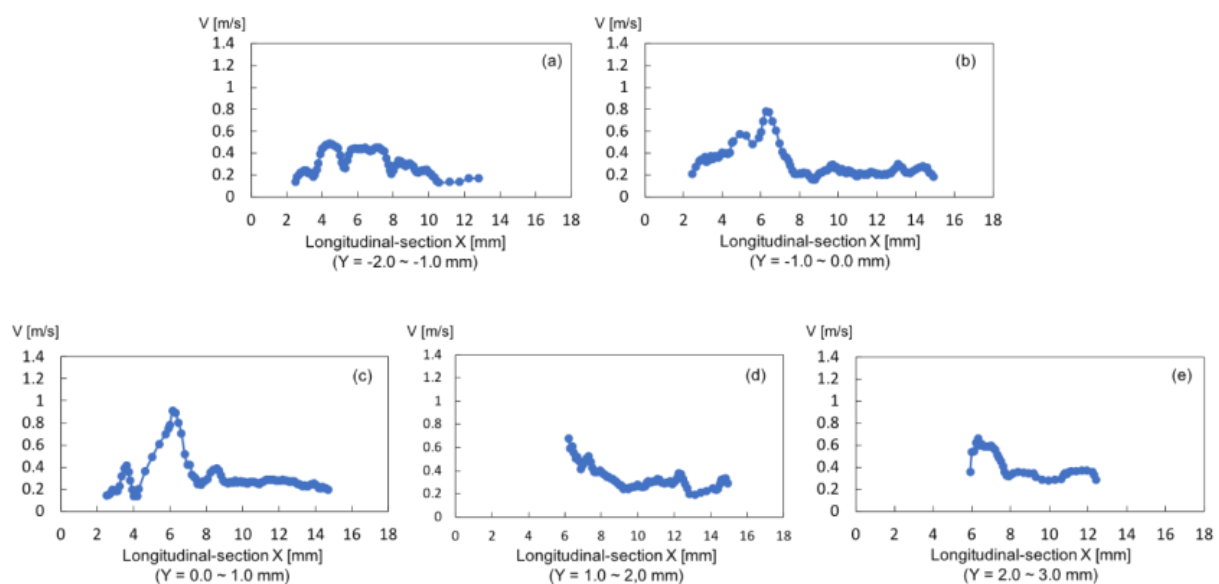 V [m/s]
1.4
1.2
1
0.8
0.6
0.4
0.2
0
(a)
0 2 4 6 8 10 12 14 16 18
Longitudinal-section X [mm]
(Y = -2.0 ~ -1.0 mm)
V [m/s]
1.4
1.2
1
0.8
0.6
0.4
0.2
0
(b)
0 2 4 6 8 10 12 14 16 18
Longitudinal-section X [mm]
(Y = -1.0 ~ 0.0 mm)
V [m/s]
1.4
1.2
1
0.8
0.6
0.4
0.2
0
(c)
0 2 4 6 8 10 12 14 16 18
Longitudinal-section X [mm]
(Y = 0.0 ~ 1.0 mm)
V [m/s]
1.4
1.2
1
0.8
0.6
0.4
0.2
0
(d)
0 2 4 6 8 10 12 14 16 18
Longitudinal-section X [mm]
(Y = 1.0 ~ 2,0 mm)
V [m/s]
1.4
1.2
1
0.8
0.6
0.4
0.2
0
(e)
0 2 4 6 8 10 12 14 16 18
Longitudinal-section X [mm]
(Y = 2.0 ~ 3.0 mm)